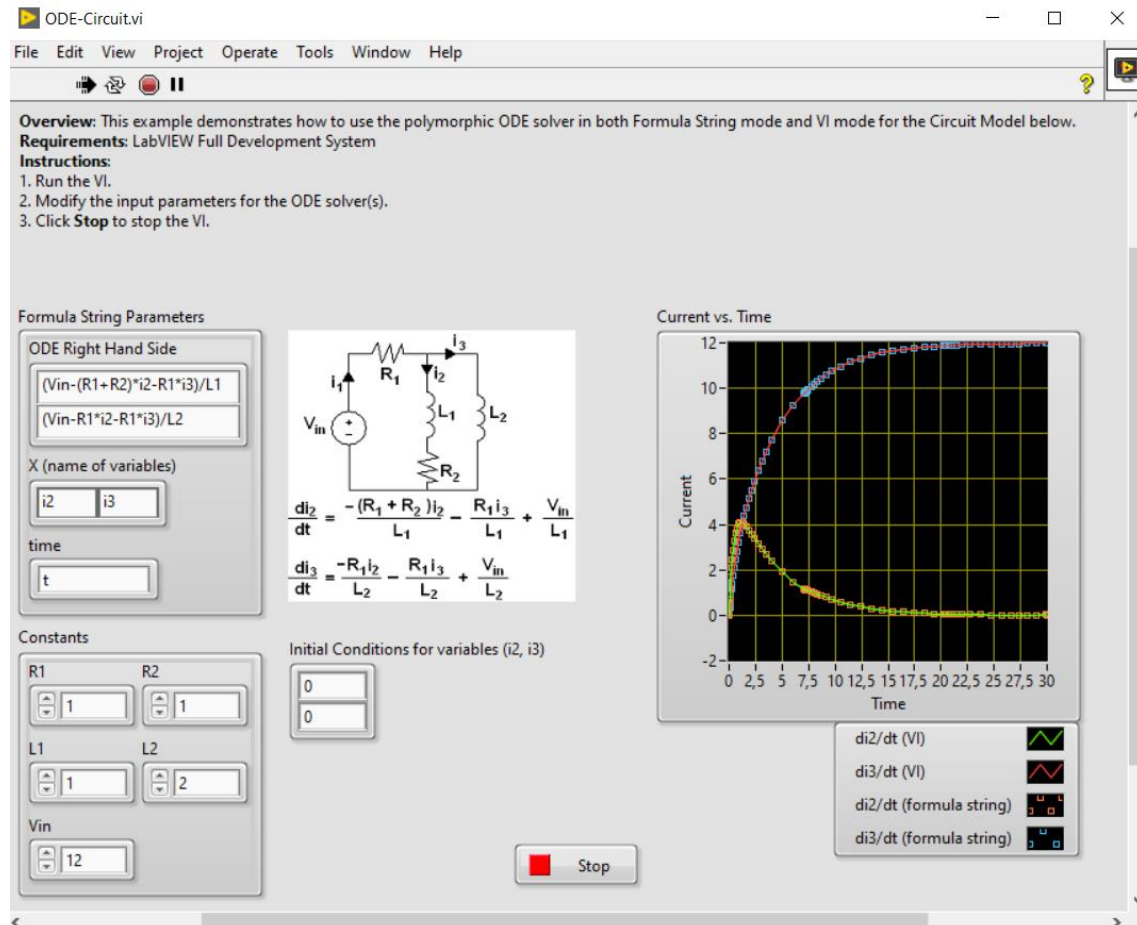 ODE-Circuit.vi
File Edit View Project Operate Tools Window Help
Overview: This example demonstrates how to use the polymorphic ODE solver in both Formula String mode and VI mode for the Circuit Model below.
Requirements: LabVIEW Full Development System
Instructions:
1. Run the VI.
2. Modify the input parameters for the ODE solver(s).
3. Click Stop to stop the VI.
Formula String Parameters
ODE Right Hand Side
(Vin-(R1+R2)*i2-R1*i3)/L1
(Vin-R1*i2-R1*i3)/L2
X (name of variables)
i2 i3
time
t
i3
R1
i1 i2
L1 L2
Vin
+
-
R2
di2/dt = -(R1 + R2 )i2/L1 - R1i3/L1 + Vin/L1
di3/dt = -R1i2/L2 - R1i3/L2 + Vin/L2
Current vs. Time
12
10
8
6
4
2
0
-2
Current
0 2,5 5 7,5 10 12,5 15 17,5 20 22,5 25 27,5 30
Time
Constants
R1 R2
1 1
L1 L2
1 2
Vin
12
Initial Conditions for variables (i2, i3)
0
0
di2/dt (VI)
di3/dt (VI)
di2/dt (formula string)
di3/dt (formula string)
Stop